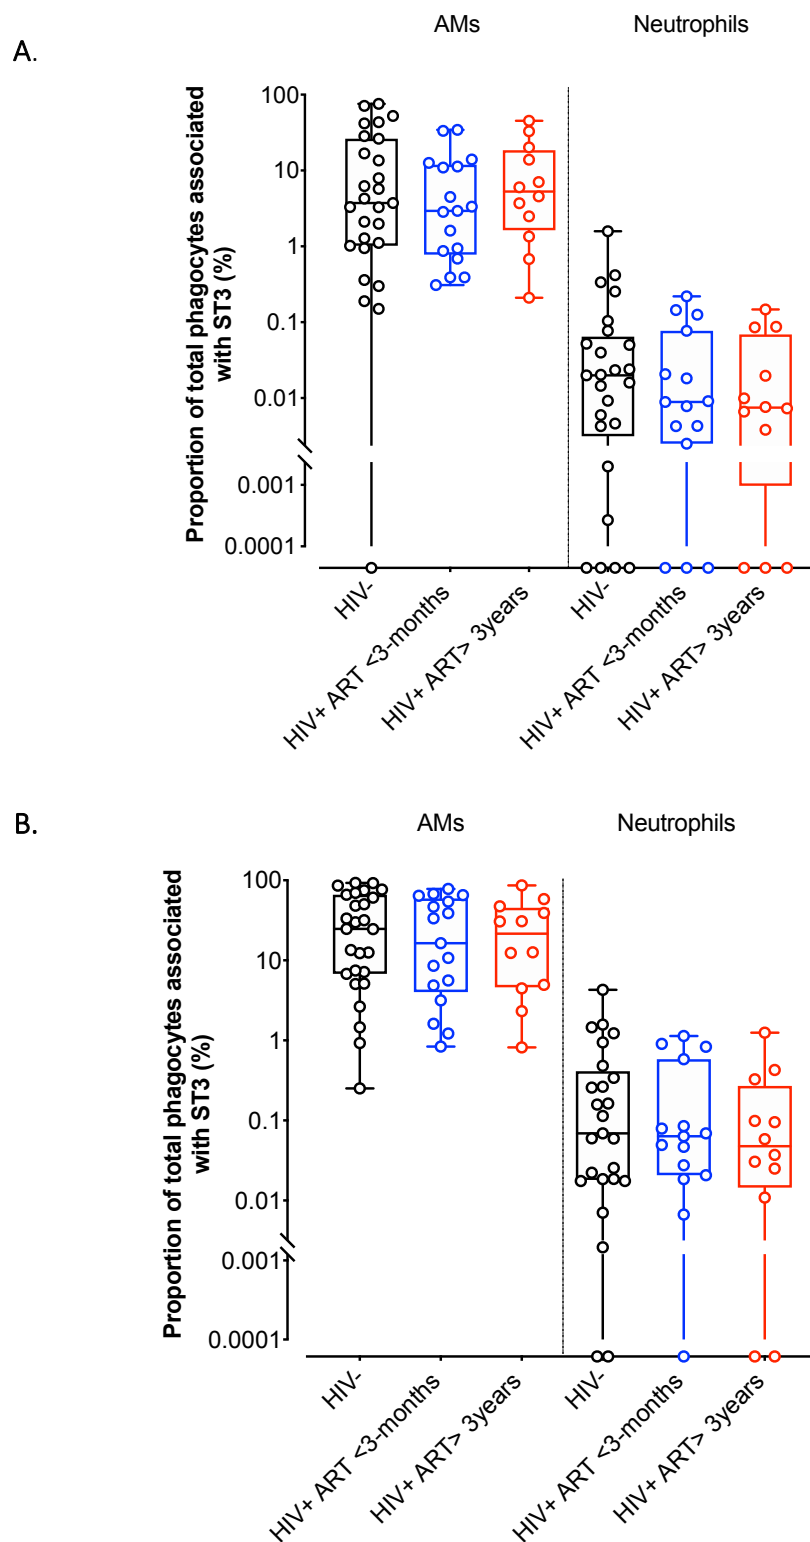 AMs Neutrophils
A.
Proportion of total phagocytes associated
with ST3 (%)
100
10
1
0.1
0.01
0.001
0.0001
HIV-
HIV+ ART <3-months
HIV+ ART> 3years
HIV-
HIV+ ART <3-months
HIV+ ART> 3years
B.
AMs Neutrophils
Proportion of total phagocytes associated
with ST3 (%)
100
10
1
0.1
0.01
0.001
0.0001
HIV-
HIV+ ART <3-months
HIV+ ART> 3years
HIV-
HIV+ ART <3-months
HIV+ ART> 3years